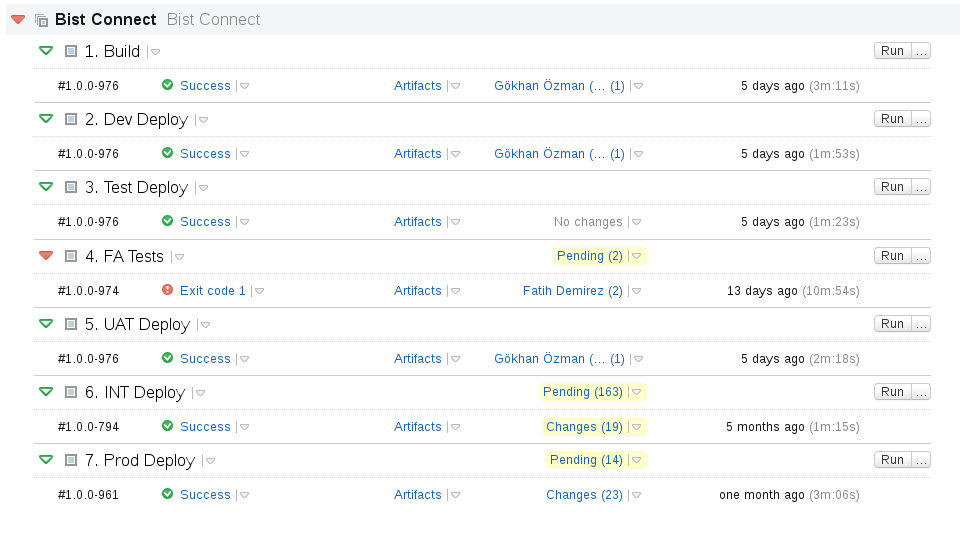 Bist Connect Bist Connect
1. Build Run ...
#1.0.0-976 Success Artifacts Gökhan Özman (... (1) 5 days ago (3m:11s)
2. Dev Deploy Run ...
#1.0.0-976 Success Artifacts Gökhan Özman (... (1) 5 days ago (1m:53s)
3. Test Deploy Run ...
#1.0.0-976 Success Artifacts No changes 5 days ago (1m:23s)
4. FA Tests Pending (2) Run ...
#1.0.0-974 Exit code 1 Artifacts Fatih Demirez (2) 13 days ago (10m:54s)
5. UAT Deploy Run ...
#1.0.0-976 Success Artifacts Gökhan Özman (... (1) 5 days ago (2m:18s)
6. INT Deploy Pending (163) Run ...
#1.0.0-794 Success Artifacts Changes (19) 5 months ago (1m:15s)
7. Prod Deploy Pending (14) Run ...
#1.0.0-961 Success Artifacts Changes (23) one month ago (3m:06s)